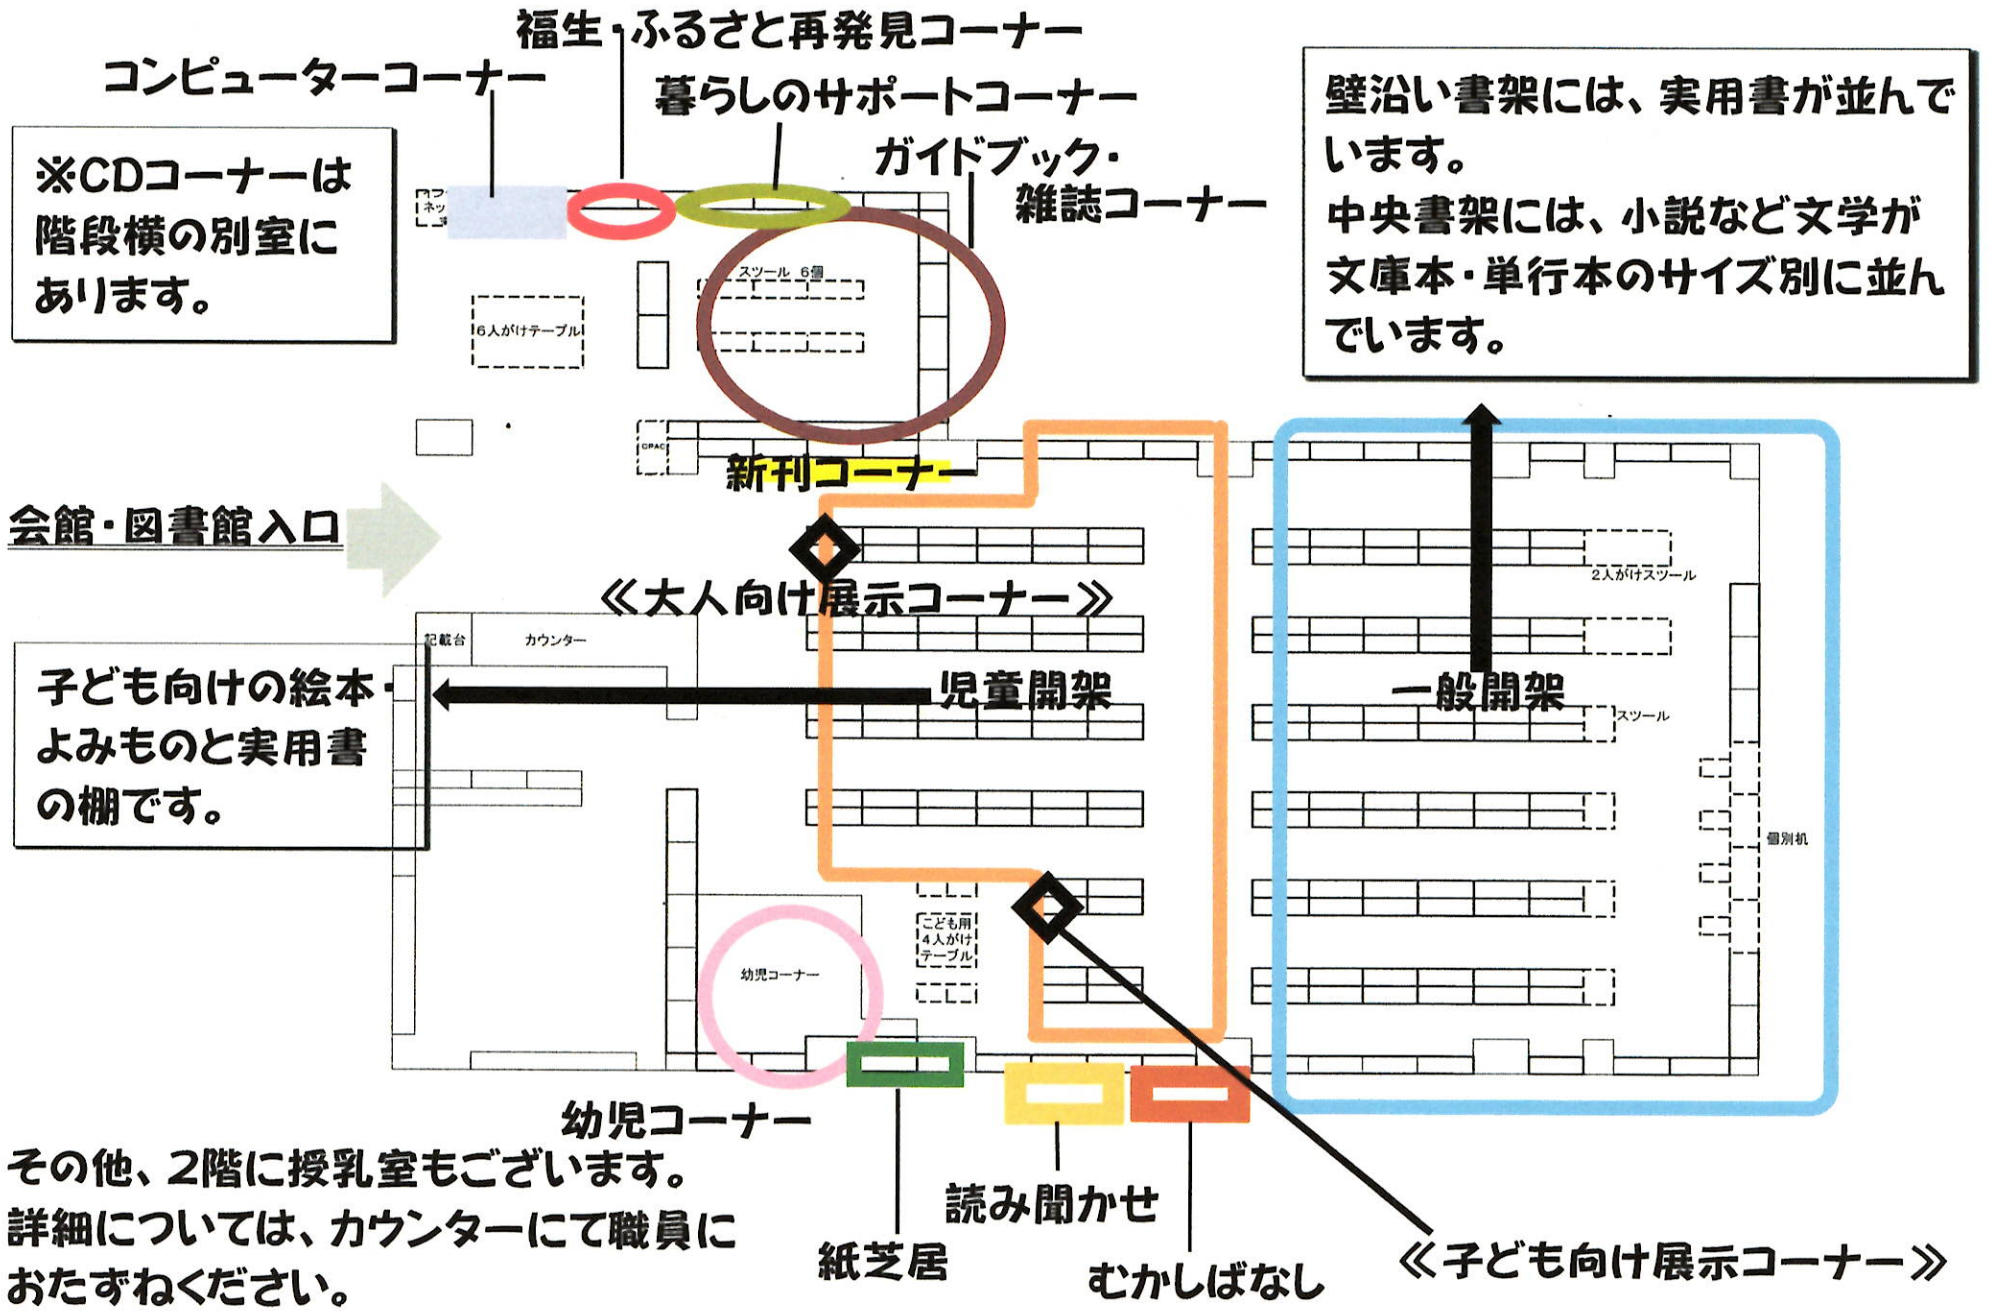 福生・ふるさと再発見コーナー
コンピューターコーナー
暮らしのサポートコーナー
ガイドブック・
雑誌コーナー
※CDコーナーは
階段横の別室に
あります。
壁沿い書架には、実用書が並んで
います。
中央書架には、小説など文学が
文庫本・単行本のサイズ別に並ん
でいます。
スツール 6個
6人がけテーブル
OPAC
新刊コーナー
会館・図書館入口
≪大人向け展示コーナー≫
2人がけスツール
記載台
カウンター
子ども向けの絵本・
よみものと実用書
の棚です。
児童開架
一般開架
スツール
個別机
こども用
4人がけ
テーブル
幼児コーナー
幼児コーナー
その他、2階に授乳室もございます。
詳細については、カウンターにて職員に
おたずねください。
紙芝居
読み聞かせ
むかしばなし
≪子ども向け展示コーナー≫